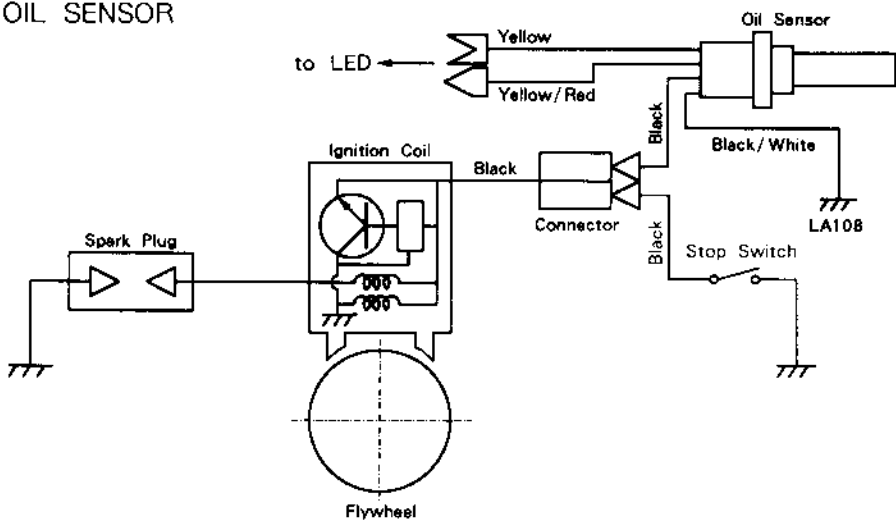 OIL SENSOR
Oil Sensor
Yellow
to LED
Yellow/Red
Black
Black/White
Ignition Coil
Black
Connector
LA108
Spark Plug
Black
Stop Switch
Flywheel